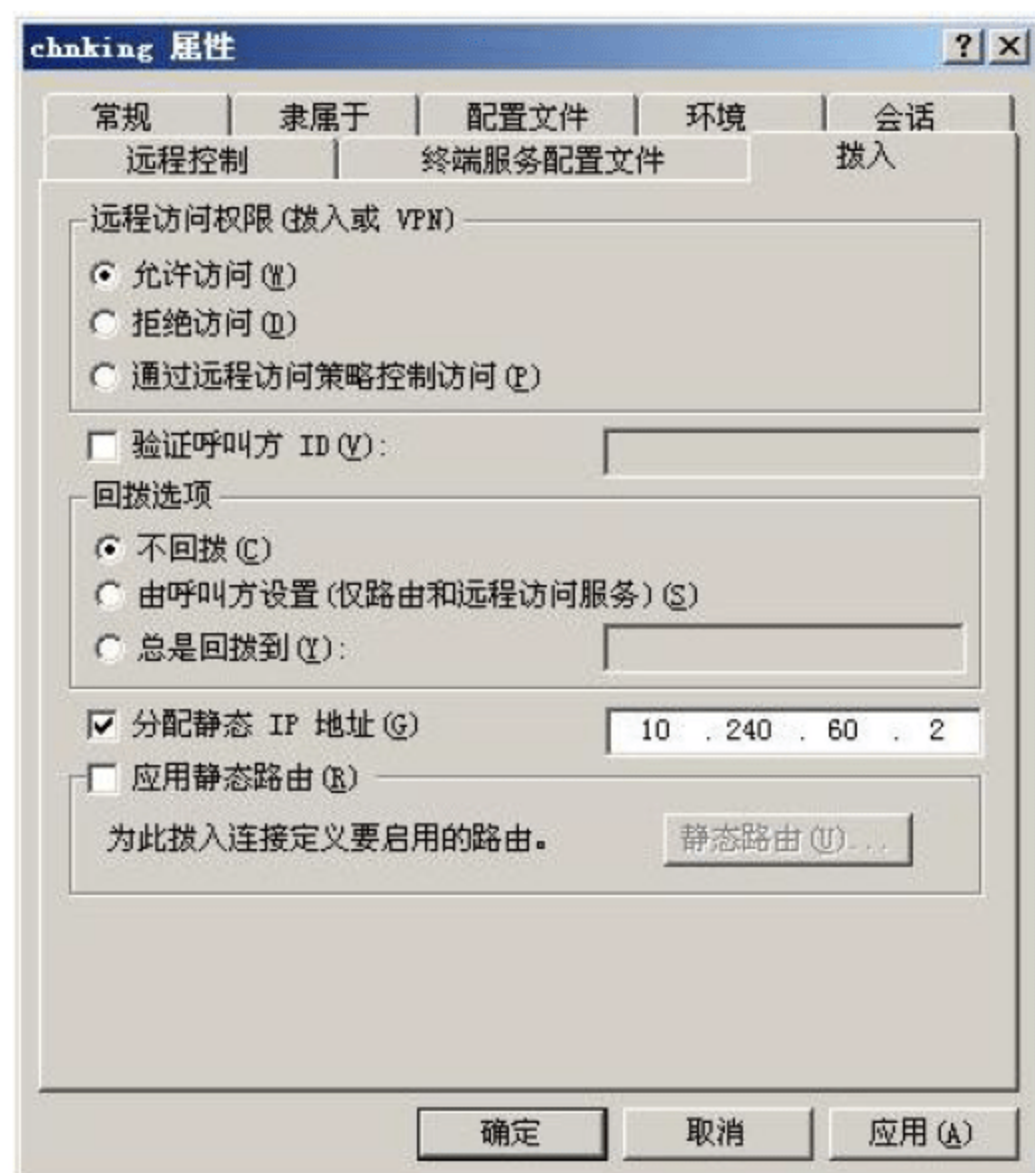 chnking 属性
常规 隶属于 配置文件 环境 会话
远程控制 终端服务配置文件 拨入
远程访问权限(拨入或 VPN)
允许访问(W)
拒绝访问(D)
通过远程访问策略控制访问(P)
验证呼叫方 ID(V):
回拨选项
不回拨(C)
由呼叫方设置(仅路由和远程访问服务)(S)
总是回拨到(Y):
分配静态 IP 地址(G) 10 . 240 . 60 . 2
应用静态路由(R)
为此拨入连接定义要启用的路由。 静态路由(U)...
确定 取消 应用(A)